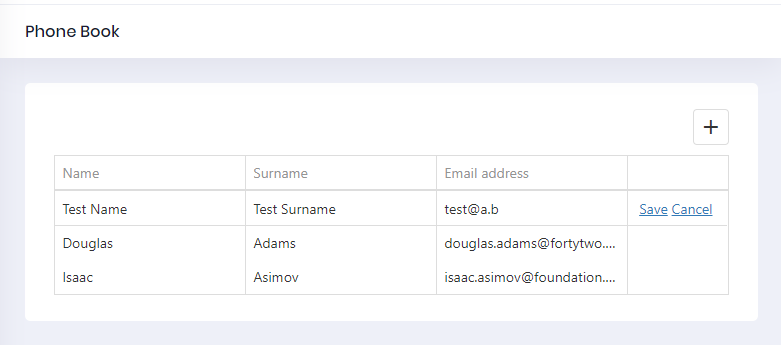 Phone Book
+
Name Surname Email address
Test Name Test Surname test@a.b Save Cancel
Douglas Adams douglas.adams@fortytwo....
Isaac Asimov isaac.asimov@foundation....